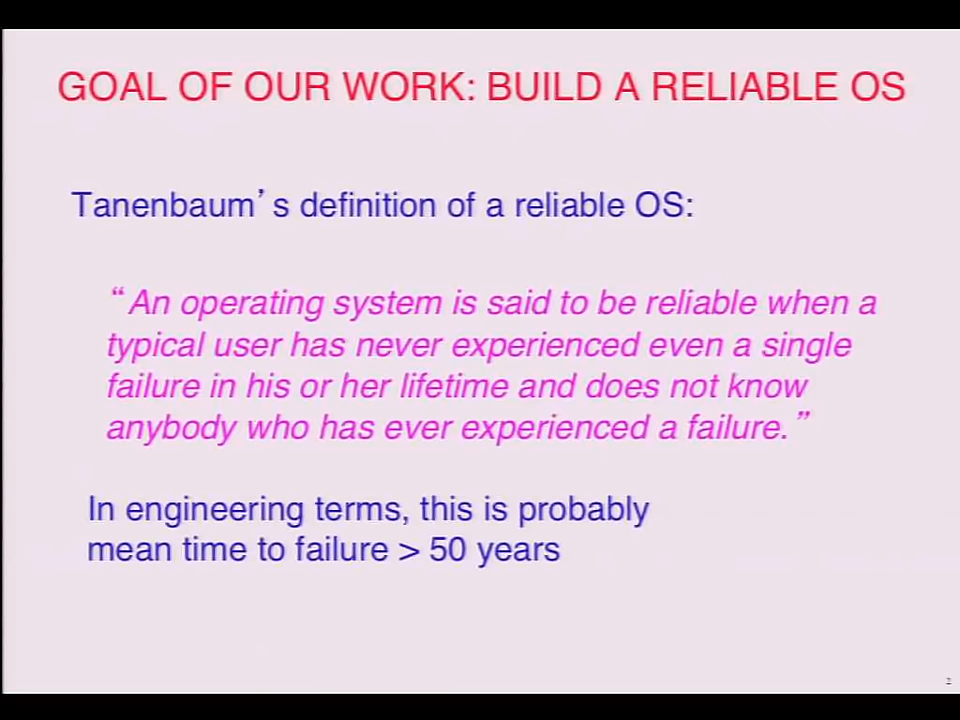 GOAL OF OUR WORK: BUILD A RELIABLE OS
Tanenbaum’s definition of a reliable OS:
“An operating system is said to be reliable when a
typical user has never experienced even a single
failure in his or her lifetime and does not know
anybody who has ever experienced a failure.”
In engineering terms, this is probably
mean time to failure > 50 years
2